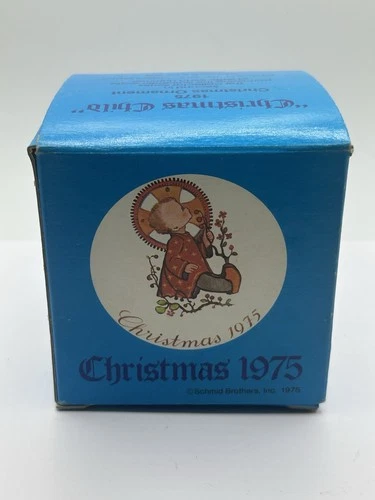 "Christmas Child"
1975
Christmas Ornament
Christmas 1975
Christmas 1975
©Schmid Brothers, Inc. 1975